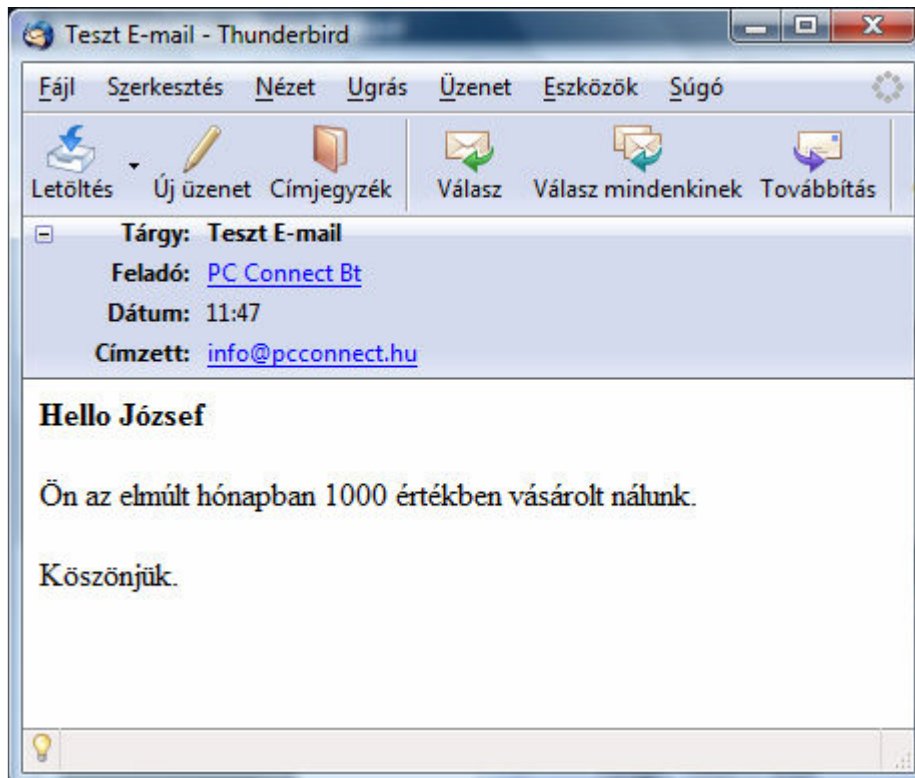 Teszt E-mail - Thunderbird
Fájl Szerkesztés Nézet Ugrás Üzenet Eszközök Súgó
Letöltés Új üzenet Címjegyzék Válasz Válasz mindenkinek Továbbítás
Tárgy: Teszt E-mail
Feladó: PC Connect Bt
Dátum: 11:47
Címzett: info@pcconnect.hu
Hello József
Ön az elmúlt hónapban 1000 értékben vásárolt nálunk.
Köszönjük.